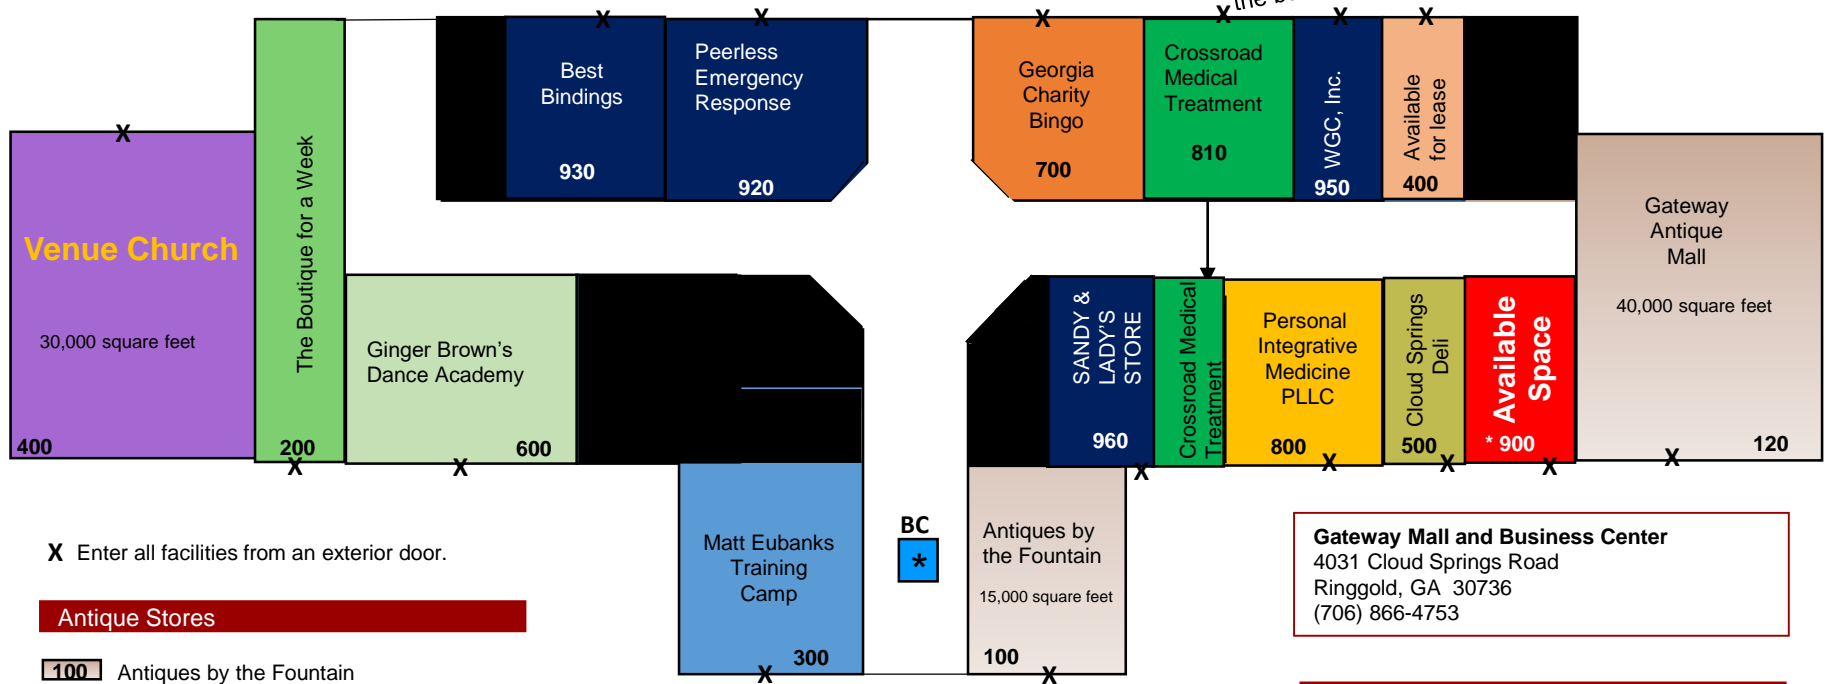 the
X
X
X
X
X
X
Best
Bindings
930
Peerless
Emergency
Response
920
Georgia
Charity
Bingo
700
Crossroad
Medical
Treatment
810
WGC, Inc.
950
Available
for lease
400
X
Venue Church
30,000 square feet
400
The Boutique for a Week
200
X
Ginger Brown's
Dance Academy
600
X
SANDY &
LADY'S
STORE
960
X
Crossroad Medical
Treatment
Personal
Integrative
Medicine
PLLC
800
X
Cloud Springs
Deli
500
X
Available
Space
* 900
X
Gateway
Antique
Mall
40,000 square feet
120
X
Matt Eubanks
Training
Camp
300
X
BC
*
Antiques by
the Fountain
15,000 square feet
100
X
X Enter all facilities from an exterior door.
Antique Stores
100 Antiques by the Fountain
Gateway Mall and Business Center
4031 Cloud Springs Road
Ringgold, GA 30736
(706) 866-4753